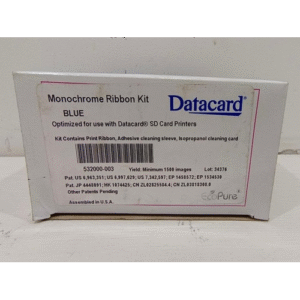 Monochrome Ribbon Kit
BLUE
Datacard®
Optimized for use with Datacard® SD Card Printers
Kit Contains Print Ribbon, Adhesive cleaning sleeve, Isopropanol cleaning card
532000-003
Yield: Minimum 1500 images
Assembled in U.S.A.
Other Patents Pending
EcoPure